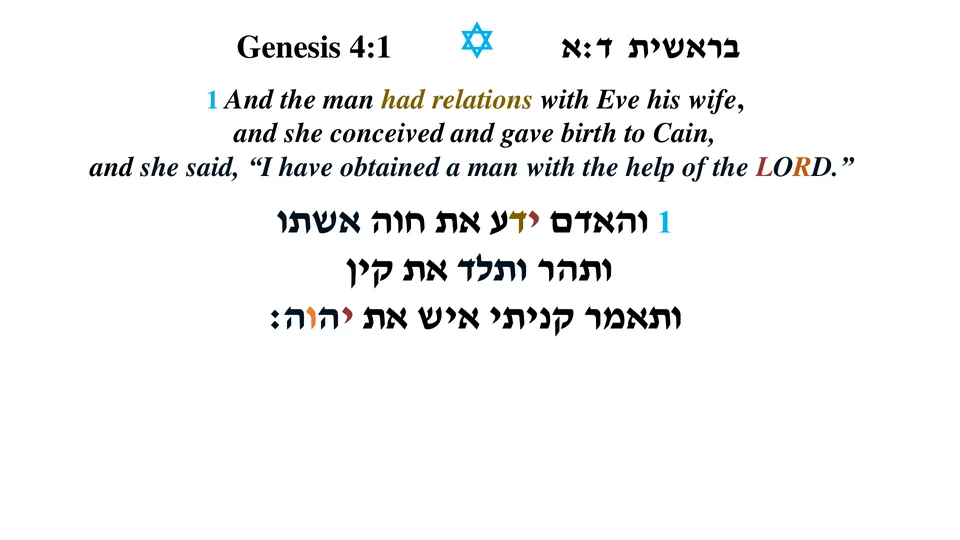 Genesis 4:1 ✡ בראשית ד:א
1 And the man had relations with Eve his wife,
and she conceived and gave birth to Cain,
and she said, “I have obtained a man with the help of the LORD.”
1 והאדם ידע את חוה אשתו
ותהר ותלד את קין
ותאמר קניתי איש את יהוה: